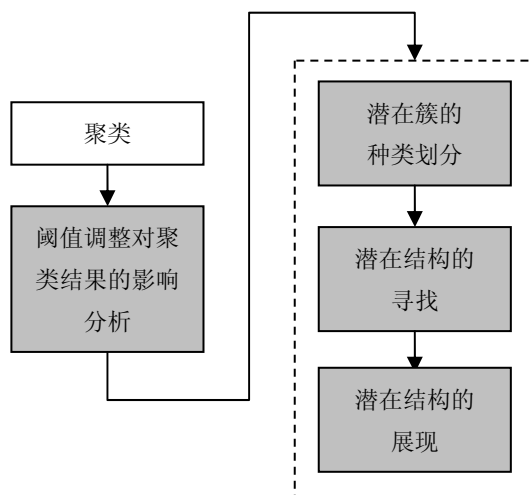 聚类
阈值调整对聚
类结果的影响
分析
潜在簇的
种类划分
潜在结构的
寻找
潜在结构的
展现